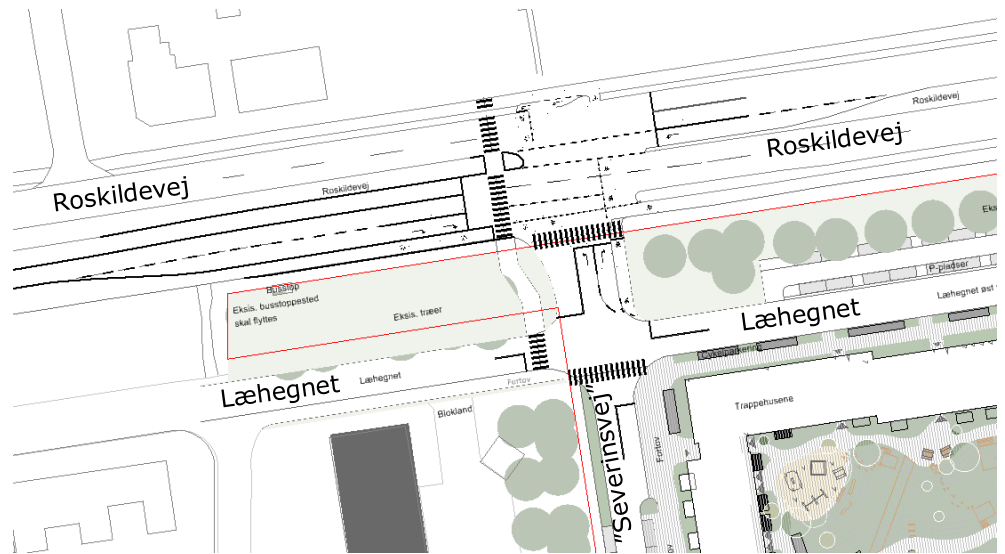 Roskildevej
Roskildevej
Roskildevej
Roskildevej
Busstop
Eksis. busstoppested
skal flyttes
Eksis. træer
Eks
P-pladser
Læhegnet øst
Læhegnet
Cykelparkering
Læhegnet
Læhegnet
Fortov
Blokland
Trappehusene
Fortov
"Severinsvej"